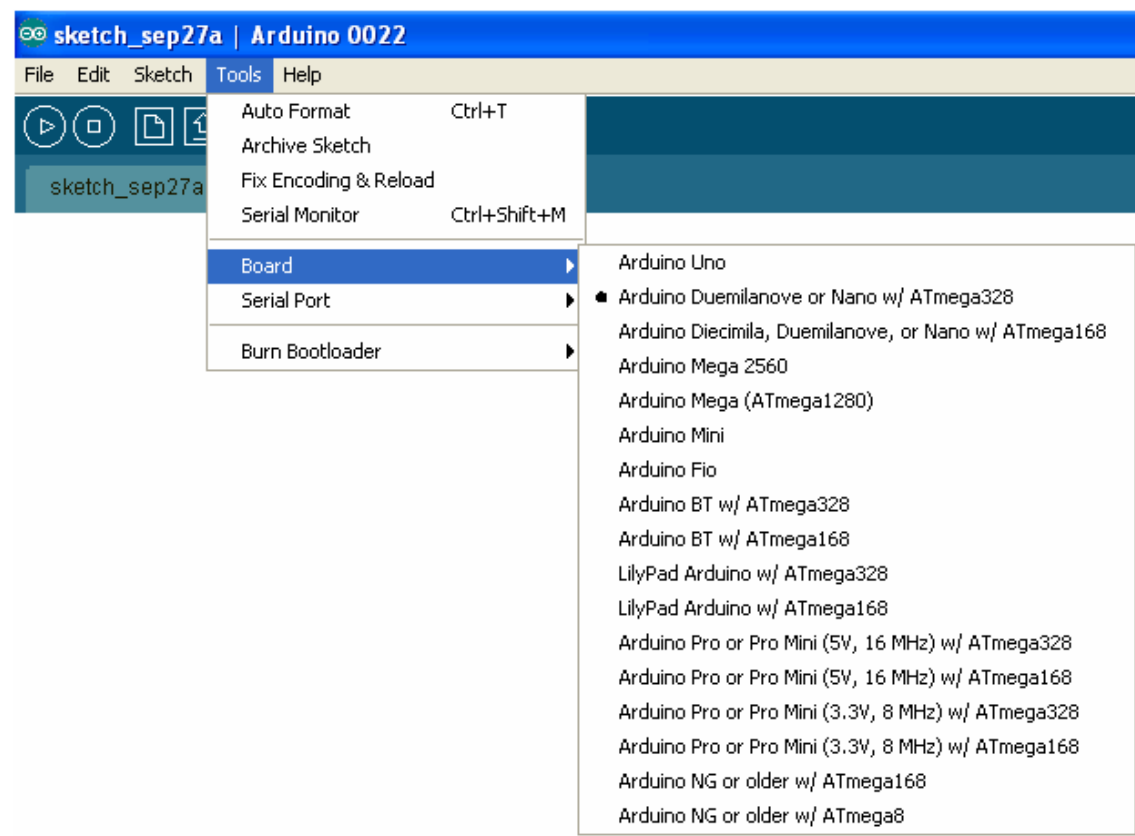 sketch_sep27a | Arduino 0022
File Edit Sketch Tools Help
sketch_sep27a
Auto Format Ctrl+T
Archive Sketch
Fix Encoding & Reload
Serial Monitor Ctrl+Shift+M
Board
Serial Port
Burn Bootloader
Arduino Uno
Arduino Duemilanove or Nano w/ ATmega328
Arduino Diecimila, Duemilanove, or Nano w/ ATmega168
Arduino Mega 2560
Arduino Mega (ATmega1280)
Arduino Mini
Arduino Fio
Arduino BT w/ ATmega328
Arduino BT w/ ATmega168
LilyPad Arduino w/ ATmega328
LilyPad Arduino w/ ATmega168
Arduino Pro or Pro Mini (5V, 16 MHz) w/ ATmega328
Arduino Pro or Pro Mini (5V, 16 MHz) w/ ATmega168
Arduino Pro or Pro Mini (3.3V, 8 MHz) w/ ATmega328
Arduino Pro or Pro Mini (3.3V, 8 MHz) w/ ATmega168
Arduino NG or older w/ ATmega168
Arduino NG or older w/ ATmega8